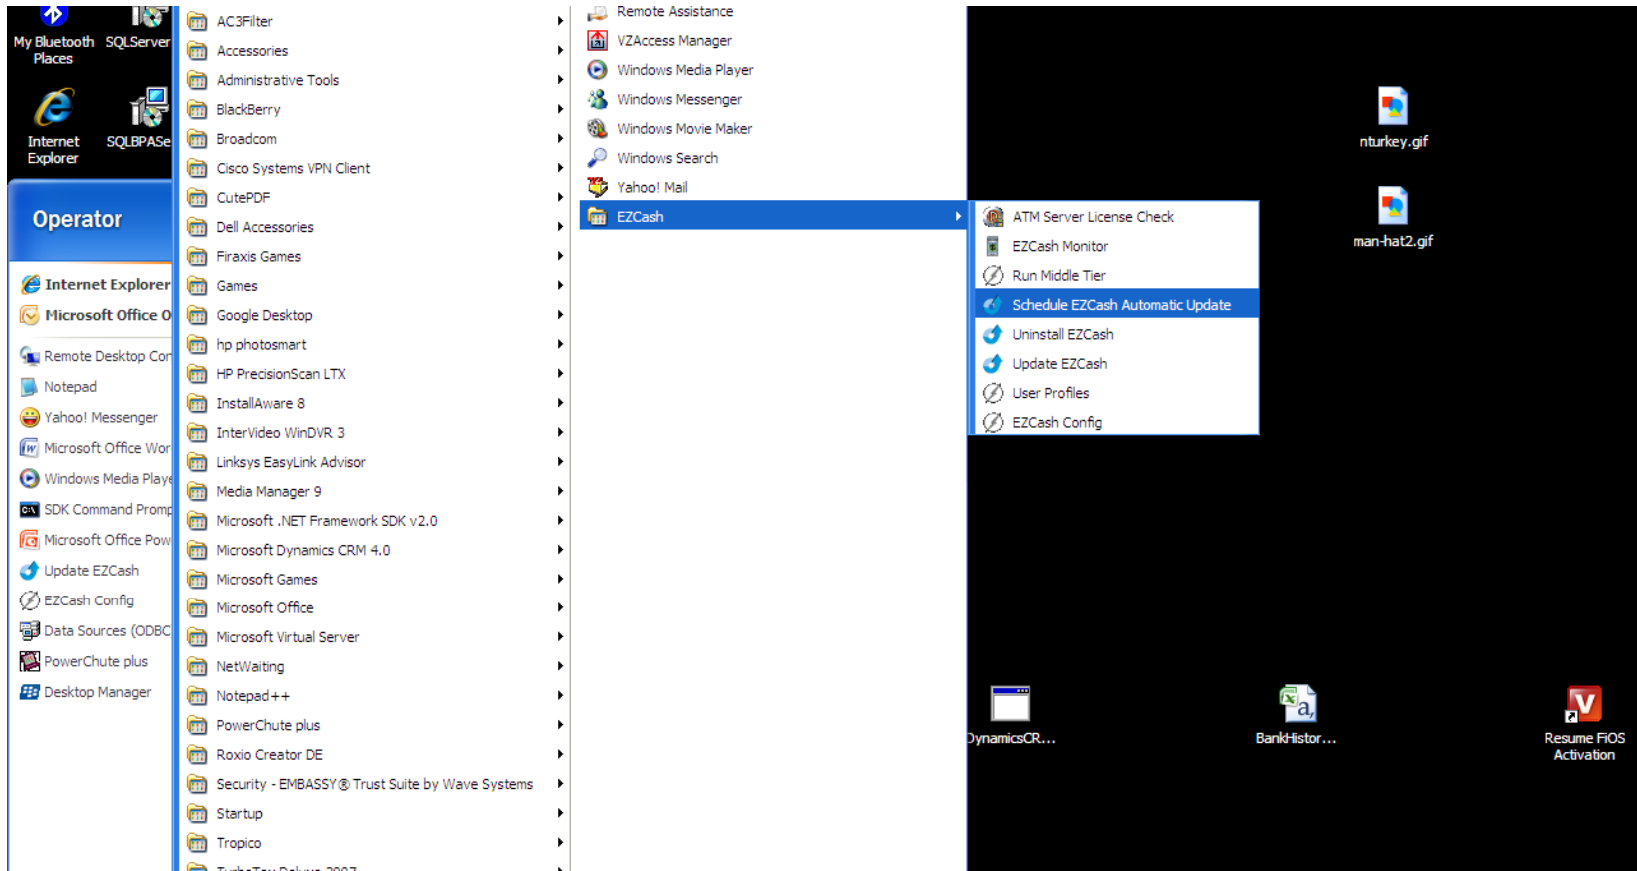 My Bluetooth
Places
SQLServer
Internet
Explorer
SQLBPASe
Operator
Internet Explorer
Microsoft Office O
Remote Desktop Con
Notepad
Yahoo! Messenger
Microsoft Office Wor
Windows Media Playe
SDK Command Promp
Microsoft Office Pow
Update EZCash
EZCash Config
Data Sources (ODBC
PowerChute plus
Desktop Manager
AC3Filter
Accessories
Administrative Tools
BlackBerry
Broadcom
Cisco Systems VPN Client
CutePDF
Dell Accessories
Firaxis Games
Games
Google Desktop
hp photosmart
HP PrecisionScan LTX
InstallAware 8
InterVideo WinDVR 3
Linksys EasyLink Advisor
Media Manager 9
Microsoft .NET Framework SDK v2.0
Microsoft Dynamics CRM 4.0
Microsoft Games
Microsoft Office
Microsoft Virtual Server
NetWaiting
Notepad++
PowerChute plus
Roxio Creator DE
Security - EMBASSY® Trust Suite by Wave Systems
Startup
Tropico
TurboTax Deluxe 2007
Remote Assistance
VZAccess Manager
Windows Media Player
Windows Messenger
Windows Movie Maker
Windows Search
Yahoo! Mail
EZCash
ATM Server License Check
EZCash Monitor
Run Middle Tier
Schedule EZCash Automatic Update
Uninstall EZCash
Update EZCash
User Profiles
EZCash Config
nturkey.gif
man-hat2.gif
DynamicsCR...
BankHistor...
Resume FiOS
Activation